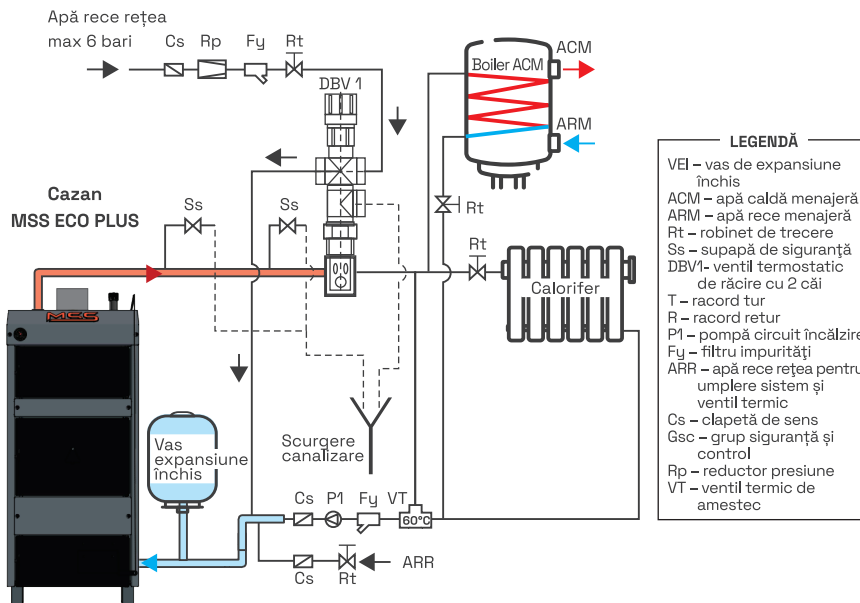 Apă rece rețea
max 6 bari
Cs
Rp
Fy
Rt
DBV 1
Boiler ACM
ACM
ARM
Rt
Cazan
MSS ECO PLUS
Ss
Ss
Rt
Calorifer
MSS
Vas
expansiune
închis
Scurgere
canalizare
Cs
P1
Fy
VT
60°C
Cs
Rt
ARR
LEGENDĂ
VEI – vas de expansiune
închis
ACM – apă caldă menajeră
ARM – apă rece menajeră
Rt – robinet de trecere
Ss – supapă de siguranță
DBV1- ventil termostatic
de răcire cu 2 căi
T – racord tur
R – racord retur
P1 – pompă circuit încălzire
Fy – filtru impurități
ARR – apă rece rețea pentru
umplere sistem și
ventil termic
Cs – clapetă de sens
Gsc – grup siguranță și
control
Rp – reductor presiune
VT – ventil termic de
amestec